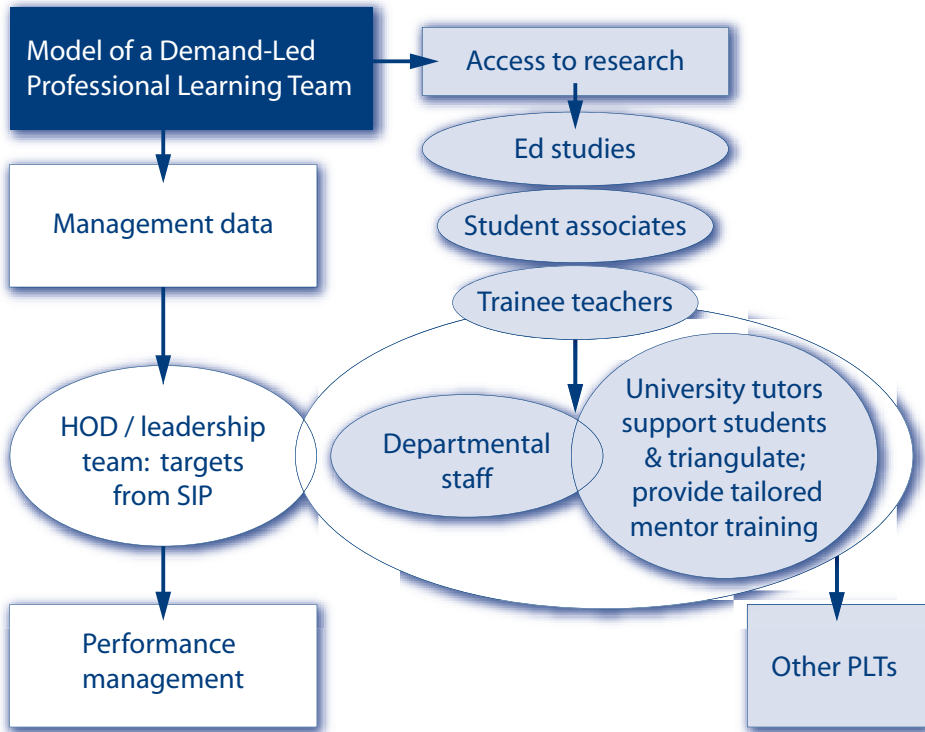 Model of a Demand-Led
Professional Learning Team
Access to research
Ed studies
Management data
Student associates
Trainee teachers
HOD / leadership
team: targets
from SIP
Departmental
staff
University tutors
support students
& triangulate;
provide tailored
mentor training
Performance
management
Other PLTs